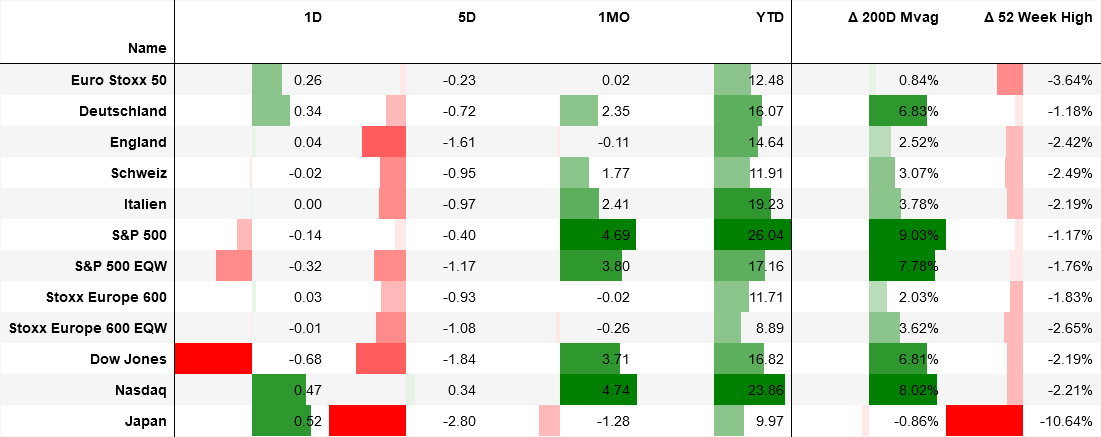 1D 5D 1MO YTD Δ 200D Mvag Δ 52 Week High
Name
Euro Stoxx 50 0.26 -0.23 0.02 12.48 0.84% -3.64%
Deutschland 0.34 -0.72 2.35 16.07 6.83% -1.18%
England 0.04 -1.61 -0.11 14.64 2.52% -2.42%
Schweiz -0.02 -0.95 1.77 11.91 3.07% -2.49%
Italien 0.00 -0.97 2.41 19.23 3.78% -2.19%
S&P 500 -0.14 -0.40 4.69 26.04 9.03% -1.17%
S&P 500 EQW -0.32 -1.17 3.80 17.16 7.78% -1.76%
Stoxx Europe 600 0.03 -0.93 -0.02 11.71 2.03% -1.83%
Stoxx Europe 600 EQW -0.01 -1.08 -0.26 8.89 3.62% -2.65%
Dow Jones -0.68 -1.84 3.71 16.82 6.81% -2.19%
Nasdaq 0.47 0.34 4.74 23.86 8.02% -2.21%
Japan 0.52 -2.80 -1.28 9.97 -0.86% -10.64%